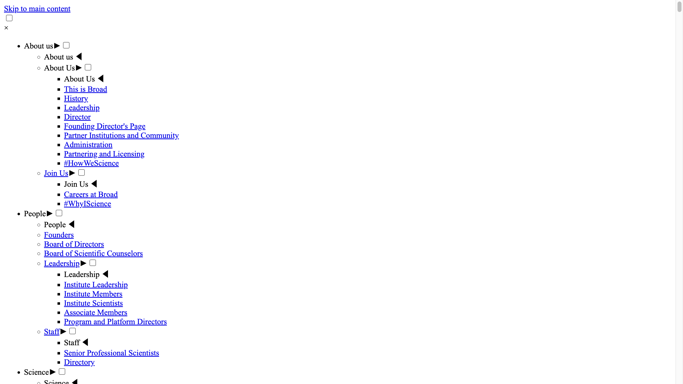 Skip to main content
×
About us▶
About us ◀
About Us▶
About Us ◀
This is Broad
History
Leadership
Director
Founding Director's Page
Partner Institutions and Community
Administration
Partnering and Licensing
#HowWeScience
Join Us▶
Join Us ◀
Careers at Broad
#WhyIScience
People▶
People ◀
Founders
Board of Directors
Board of Scientific Counselors
Leadership▶
Leadership ◀
Institute Leadership
Institute Members
Institute Scientists
Associate Members
Program and Platform Directors
Staff▶
Staff ◀
Senior Professional Scientists
Directory
Science▶
Science ◀